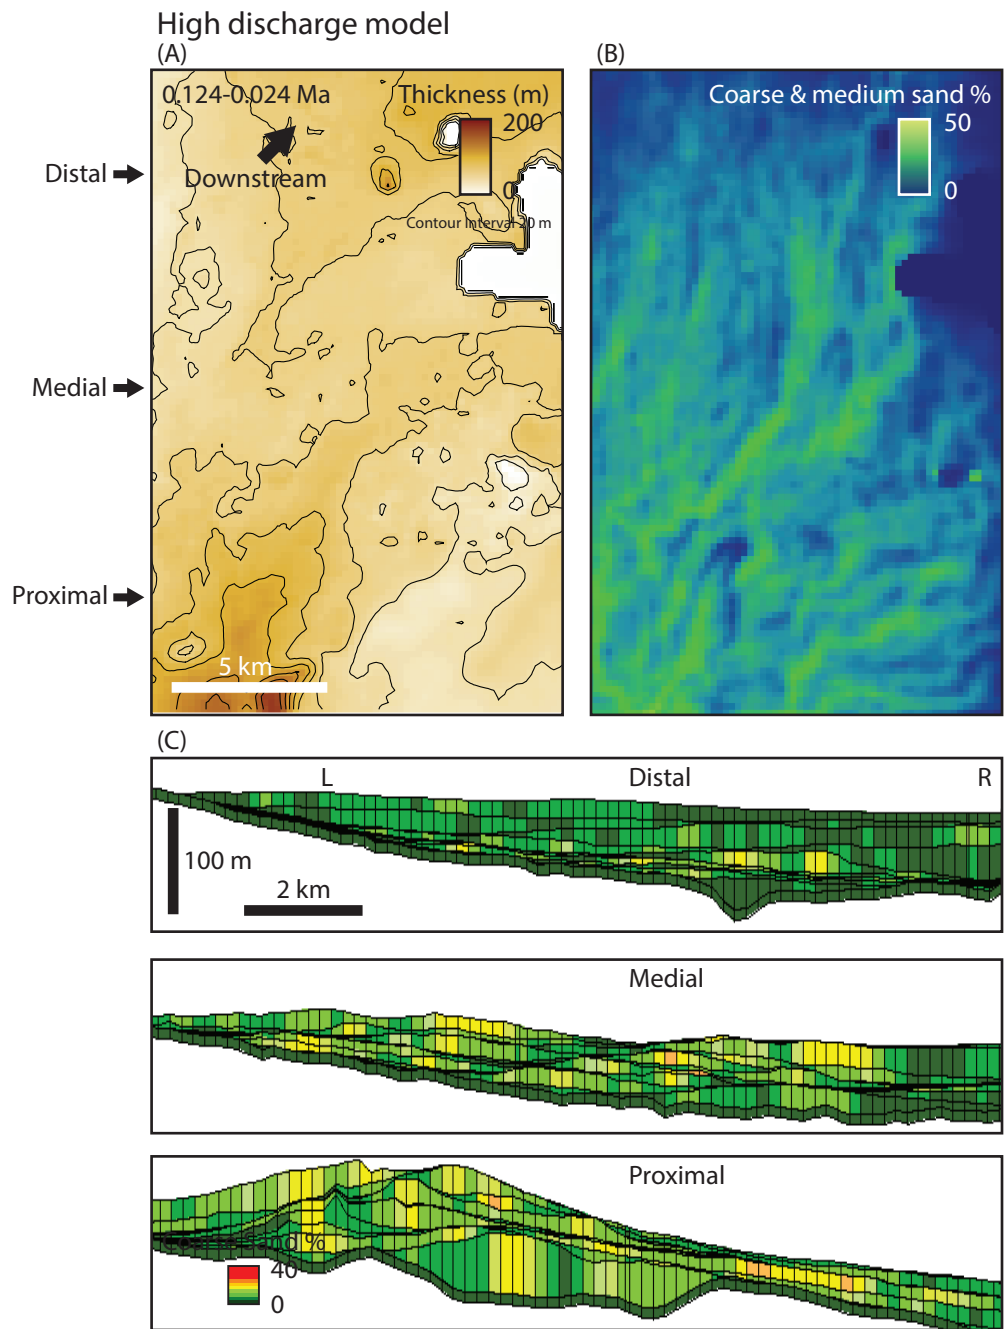 High discharge model
(A)
(B)
0.124-0.024 Ma
Thickness (m)
200
0
Downstream
Contour interval 20 m
Coarse & medium sand %
50
0
Distal
Medial
Proximal
5 km
(C)
L
Distal
R
100 m
2 km
Medial
Proximal
%
40
0